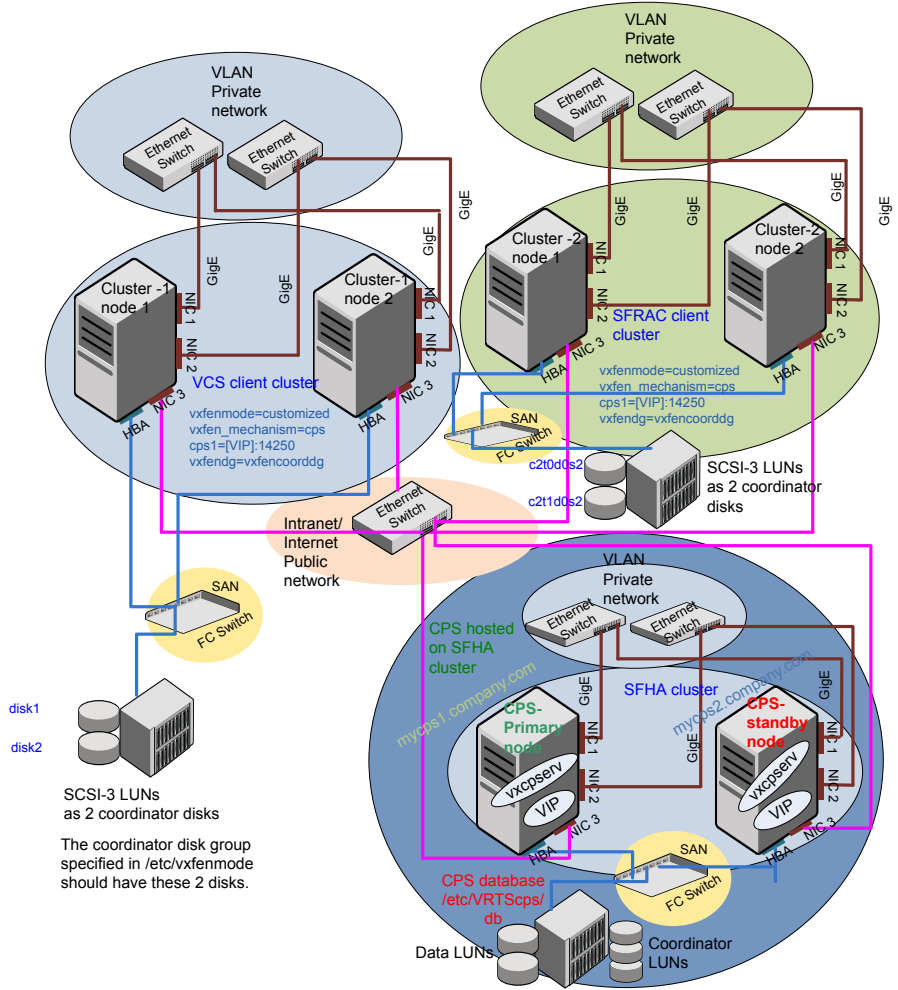 VLAN
Private
network
Ethernet
Switch
Ethernet
Switch
GigE
GigE
GigE
GigE
Cluster -1
node 1
NIC 1
NIC 2
NIC 3
HBA
Cluster-1
node 2
NIC 1
NIC 2
NIC 3
HBA
VCS client cluster
vxfenmode=customized
vxfen_mechanism=cps
cps1=[VIP]:14250
vxfendg=vxfencoorddg
VLAN
Private
network
Ethernet
Switch
Ethernet
Switch
GigE
GigE
GigE
GigE
Cluster -2
node 1
NIC 1
NIC 2
NIC 3
HBA
Cluster-2
node 2
NIC 1
NIC 2
NIC 3
HBA
SFRAC client
cluster
vxfenmode=customized
vxfen_mechanism=cps
cps1=[VIP]:14250
vxfendg=vxfencoorddg
SAN
FC Switch
c2t0d0s2
c2t1d0s2
SCSI-3 LUNs
as 2 coordinator
disks
Ethernet
Switch
Intranet/
Internet
Public
network
SAN
FC Switch
disk1
disk2
SCSI-3 LUNs
as 2 coordinator disks
The coordinator disk group
specified in /etc/vxfenmode
should have these 2 disks.
VLAN
Private
network
Ethernet
Switch
Ethernet
Switch
CPS hosted
on SFHA
cluster
SFHA cluster
GigE
GigE
GigE
mycps1.company.com
mycps2.company.com
CPS-
Primary
node
vxcpserv
VIP
NIC 1
NIC 2
NIC 3
HBA
CPS-
standby
node
vxcpserv
VIP
NIC 1
NIC 2
NIC 3
HBA
SAN
FC Switch
CPS database
/etc/VRTScps/
db
Data LUNs
Coordinator
LUNs